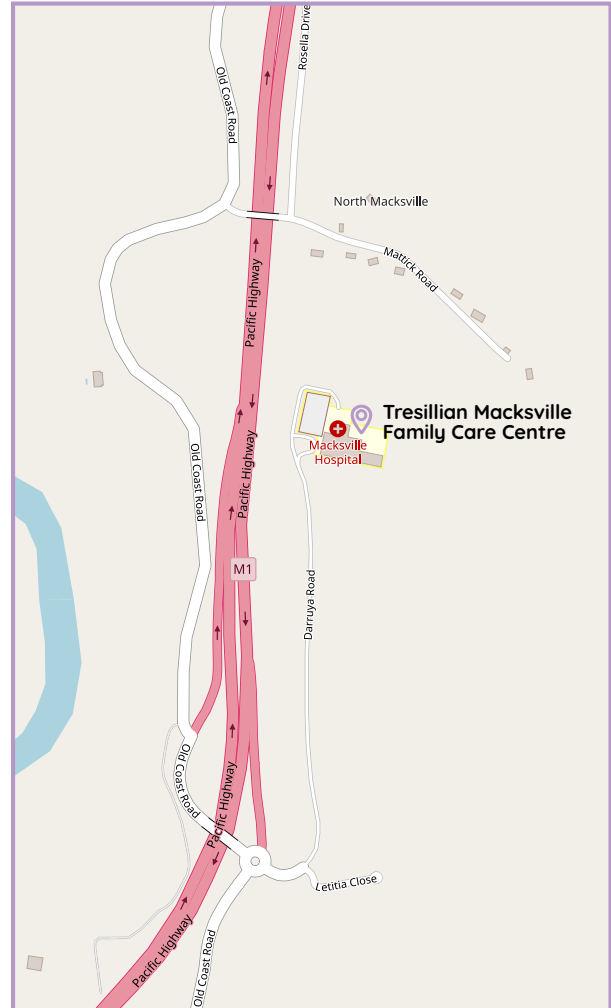 Rosella Drive
Old Coast Road
North Macksville
Mattick Road
Pacific Highway
Tresillian Macksville
Family Care Centre
Macksville
Hospital
Old Coast Road
Pacific Highway
M1
Darruya Road
Old Coast Road
Pacific Highway
Letitia Close
Pacific Highway
Old Coast Road